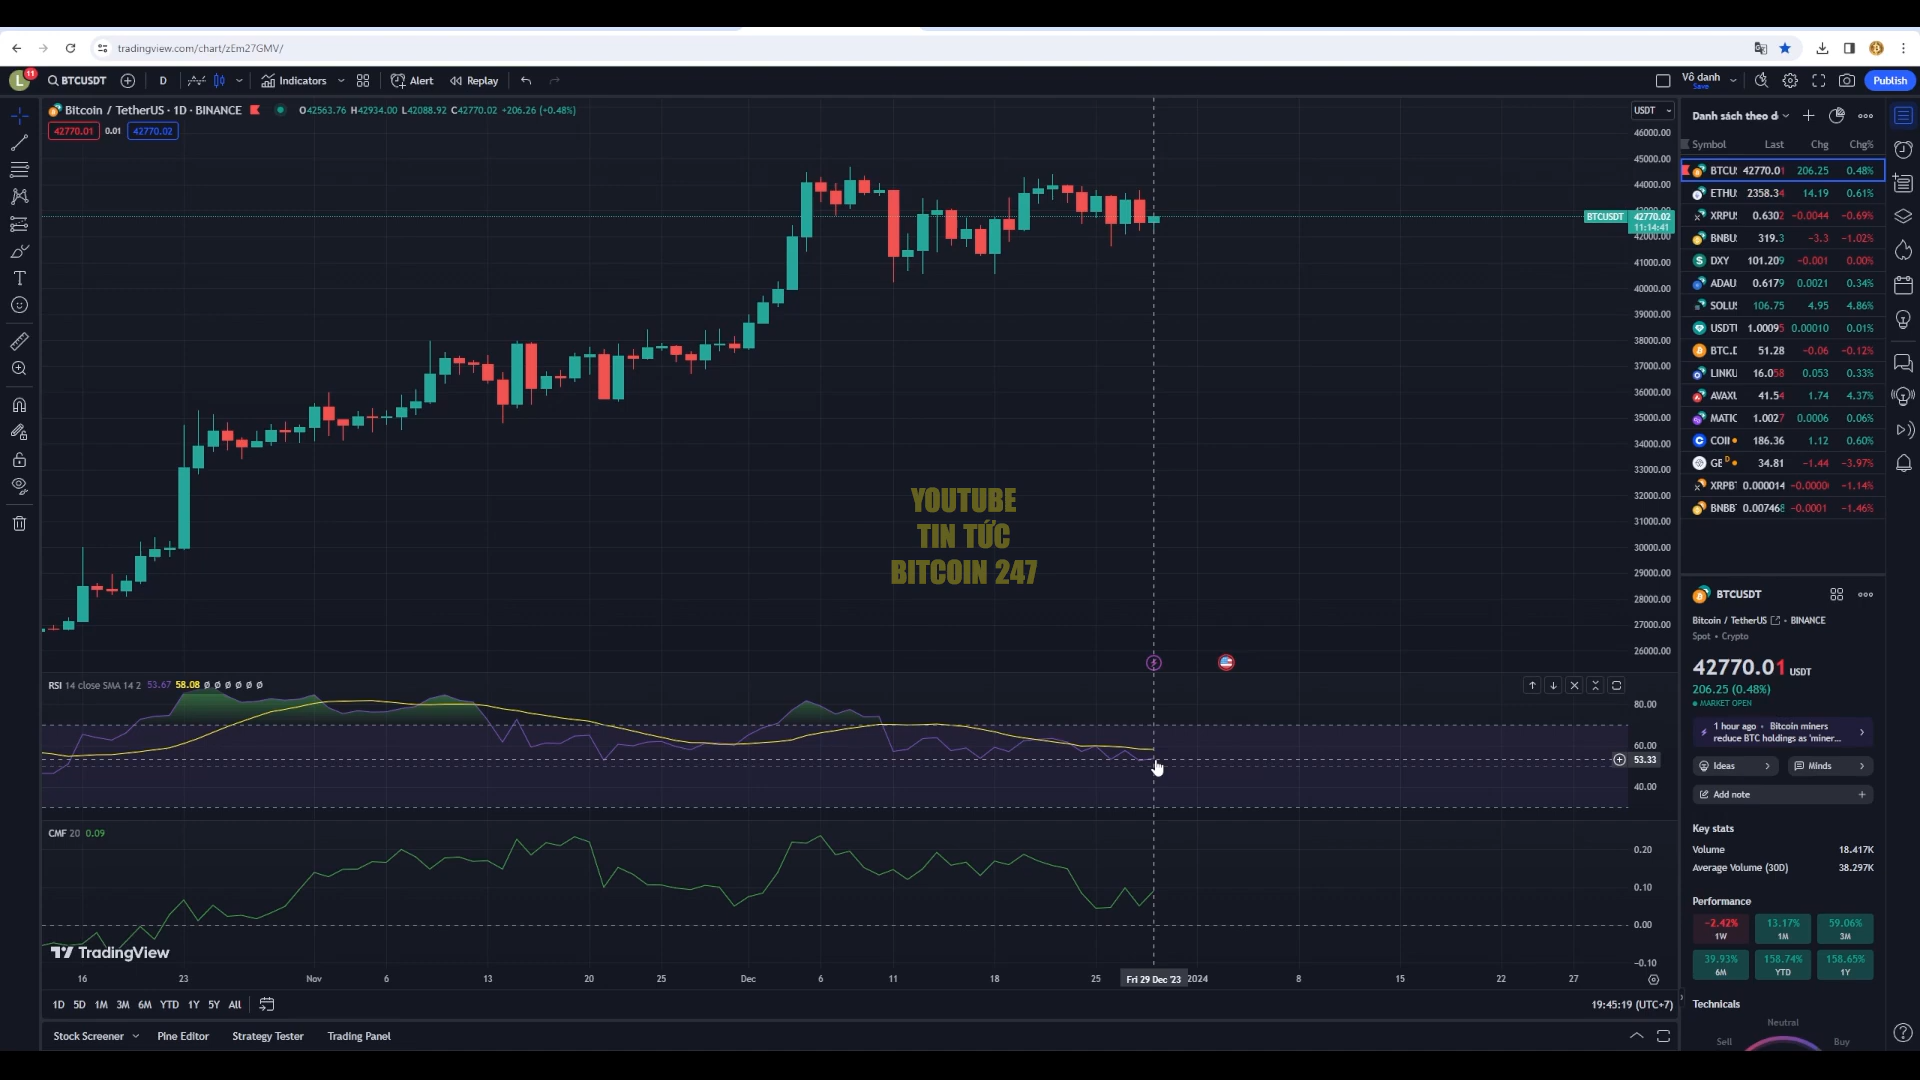 tradingview.com/chart/zEm27GMV/
L 11 BTCUSDT D Indicators Alert Replay Vô danh Save Publish
Bitcoin / TetherUS · 1D · BINANCE O42563.76 H42934.00 L42088.92 C42770.02 +206.26 (+0.48%)
42770.01 0.01 42770.02
USDT
46000.00
45000.00
44000.00
BTCUSDT 42770.02
11:14:41
42000.00
41000.00
40000.00
39000.00
38000.00
37000.00
36000.00
35000.00
34000.00
33000.00
32000.00
31000.00
30000.00
29000.00
28000.00
27000.00
26000.00
YOUTUBE
TIN TỨC
BITCOIN 247
RSI 14 close SMA 14 2 53.67 58.08 ∅ ∅ ∅ ∅ ∅ ∅
80.00
60.00
53.33
40.00
CMF 20 0.09
0.20
0.10
0.00
-0.10
TradingView
16 23 Nov 6 13 20 25 Dec 6 11 18 25 Fri 29 Dec '23 2024 8 15 22 27
1D 5D 1M 3M 6M YTD 1Y 5Y All 19:45:19 (UTC+7)
Stock Screener Pine Editor Strategy Tester Trading Panel
Danh sách theo d
Symbol Last Chg Chg%
BTCU 42770.01 206.25 0.48%
ETHU 2358.34 14.19 0.61%
XRPU 0.6302 -0.0044 -0.69%
BNBU 319.3 -3.3 -1.02%
DXY 101.209 -0.001 0.00%
ADAU 0.6179 0.0021 0.34%
SOLU 106.75 4.95 4.86%
USDT 1.00095 0.00010 0.01%
BTC.D 51.28 -0.06 -0.12%
LINKU 16.058 0.053 0.33%
AVAXU 41.54 1.74 4.37%
MATIC 1.0027 0.0006 0.06%
COIN 186.36 1.12 0.60%
GB D 34.81 -1.44 -3.97%
XRPB 0.000014 -0.0000 -1.14%
BNBB 0.007468 -0.0001 -1.46%
BTCUSDT
Bitcoin / TetherUS · BINANCE
Spot · Crypto
42770.01 USDT
206.25 (0.48%)
MARKET OPEN
1 hour ago · Bitcoin miners
reduce BTC holdings as 'miner...
Ideas Minds
Add note
Key stats
Volume 18.417K
Average Volume (30D) 38.297K
Performance
-2.42% 13.17% 59.06%
1W 1M 3M
39.93% 158.74% 158.65%
6M YTD 1Y
Technicals
Neutral
Sell Buy